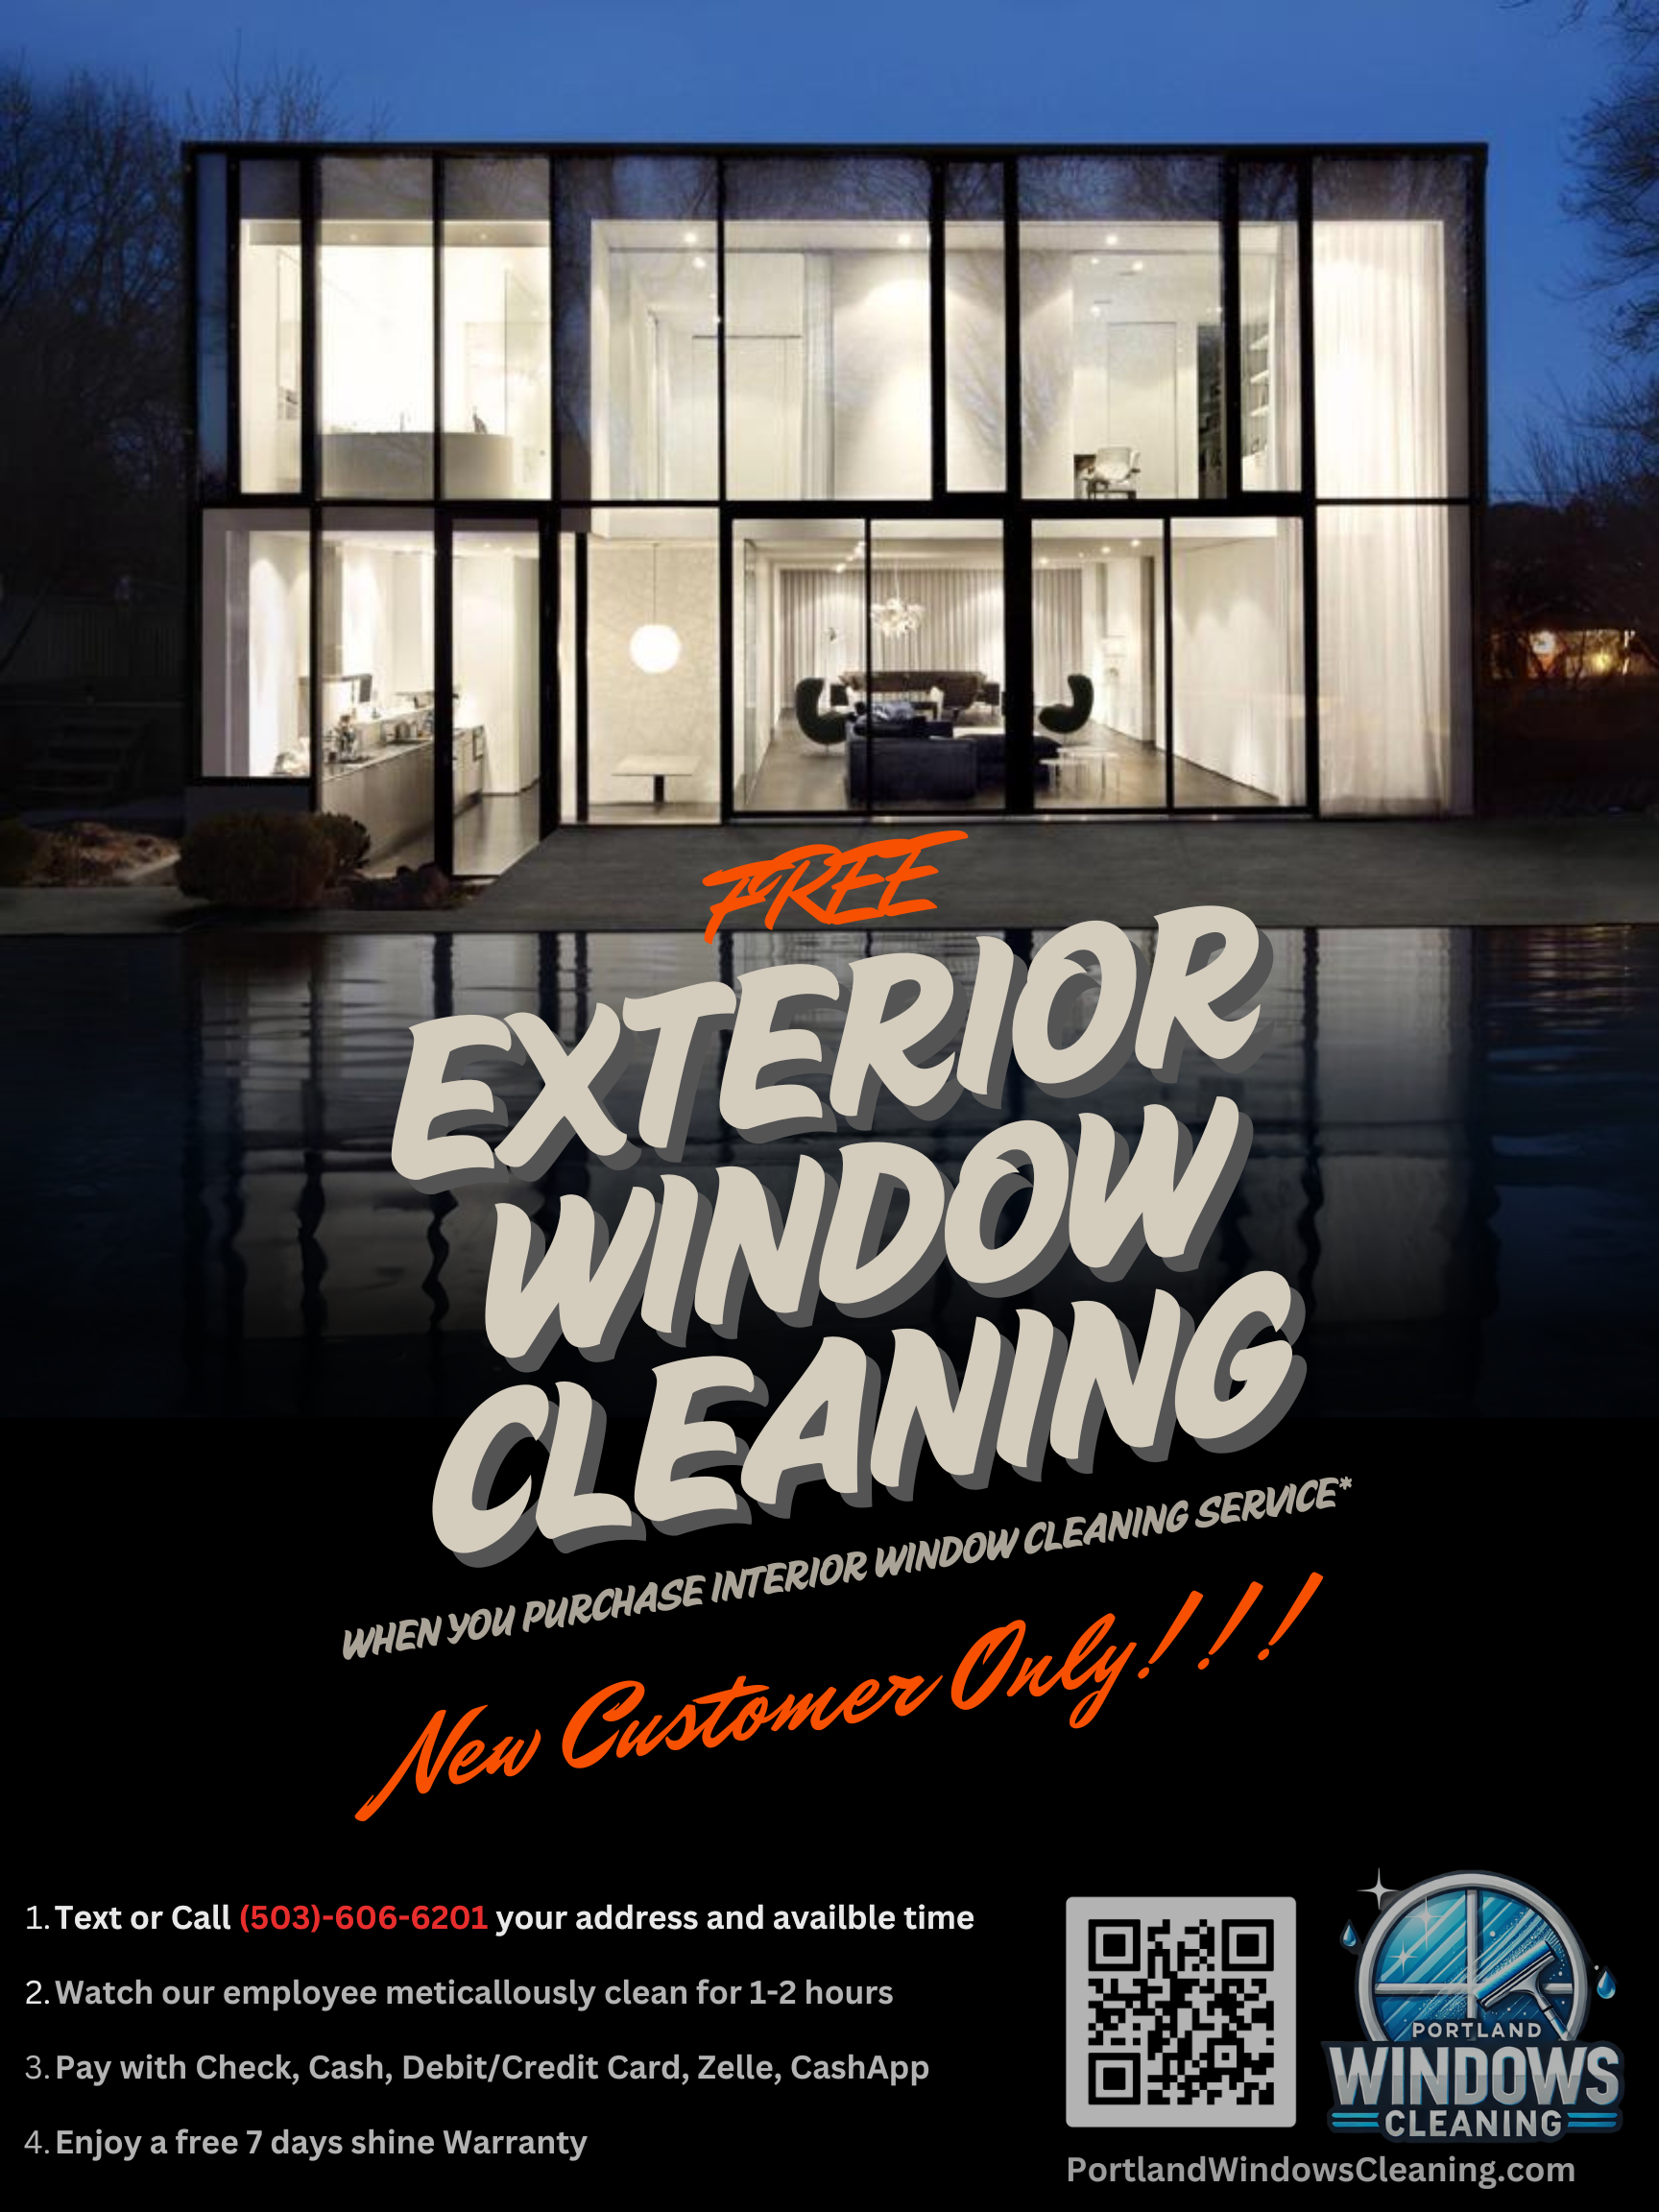 FREE
EXTERIOR
WINDOW
CLEANING
WHEN YOU PURCHASE INTERIOR WINDOW CLEANING SERVICE*
New Customer Only!!!
1. Text or Call (503)-606-6201 your address and availble time
2. Watch our employee meticallously clean for 1-2 hours
3. Pay with Check, Cash, Debit/Credit Card, Zelle, CashApp
4. Enjoy a free 7 days shine Warranty
PORTLAND
WINDOWS
CLEANING
PortlandWindowsCleaning.com